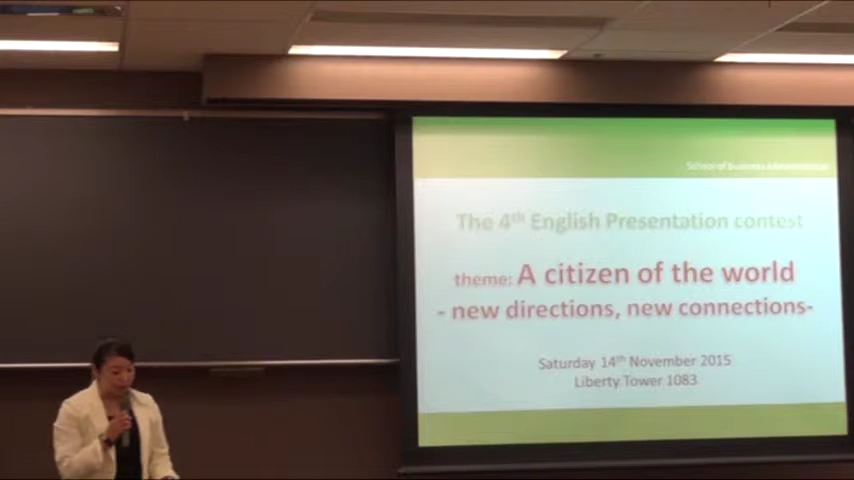 School of Business Administration
The 4th English Presentation contest
theme: A citizen of the world
- new directions, new connections-
Saturday 14th November 2015
Liberty Tower 1083